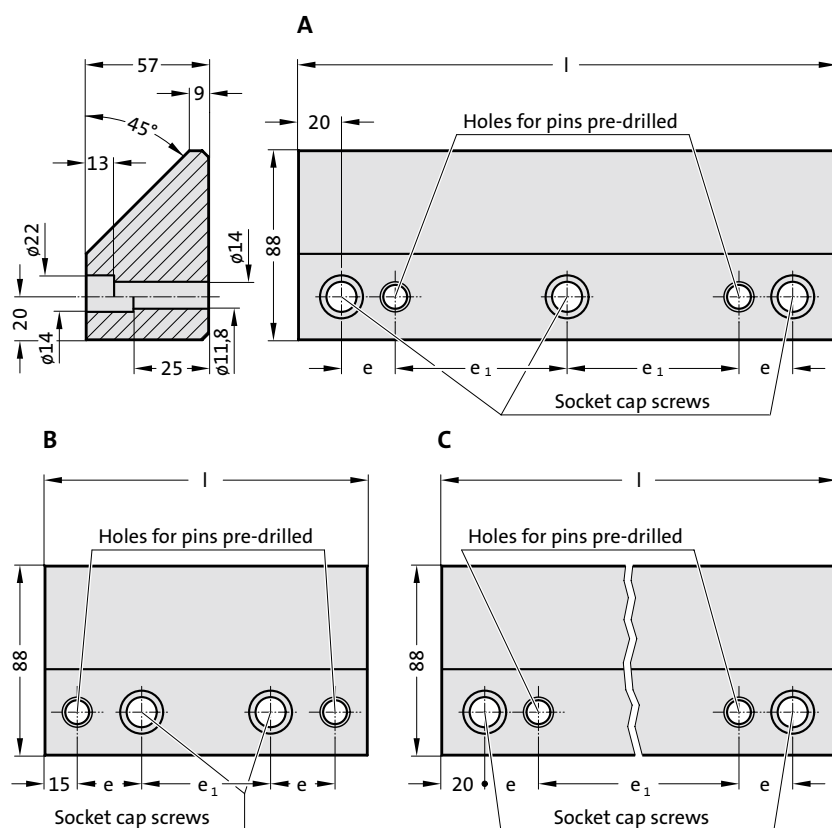 A
57
l
9
20
Holes for pins pre-drilled
45°
13
ø22
ø14
88
20
ø14
25
ø11,8
e
e1
e1
e
Socket cap screws
B
C
l
l
Holes for pins pre-drilled
Holes for pins pre-drilled
88
88
15
e
e1
e
20
e
e1
e
Socket cap screws
Socket cap screws